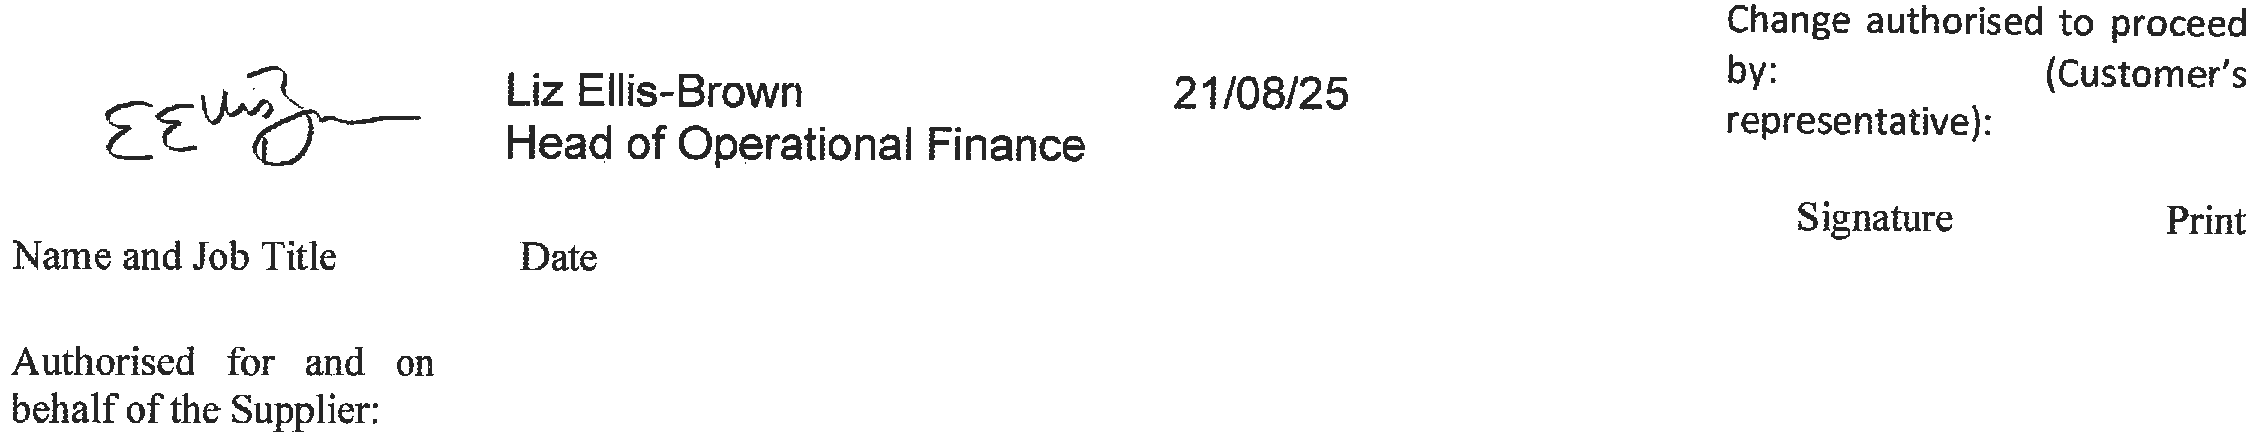 Change authorised to proceed
by: (Customer's
representative):
EEllisB
Liz Ellis-Brown 21/08/25
Head of Operational Finance
Signature Print
Name and Job Title Date
Authorised for and on
behalf of the Supplier: